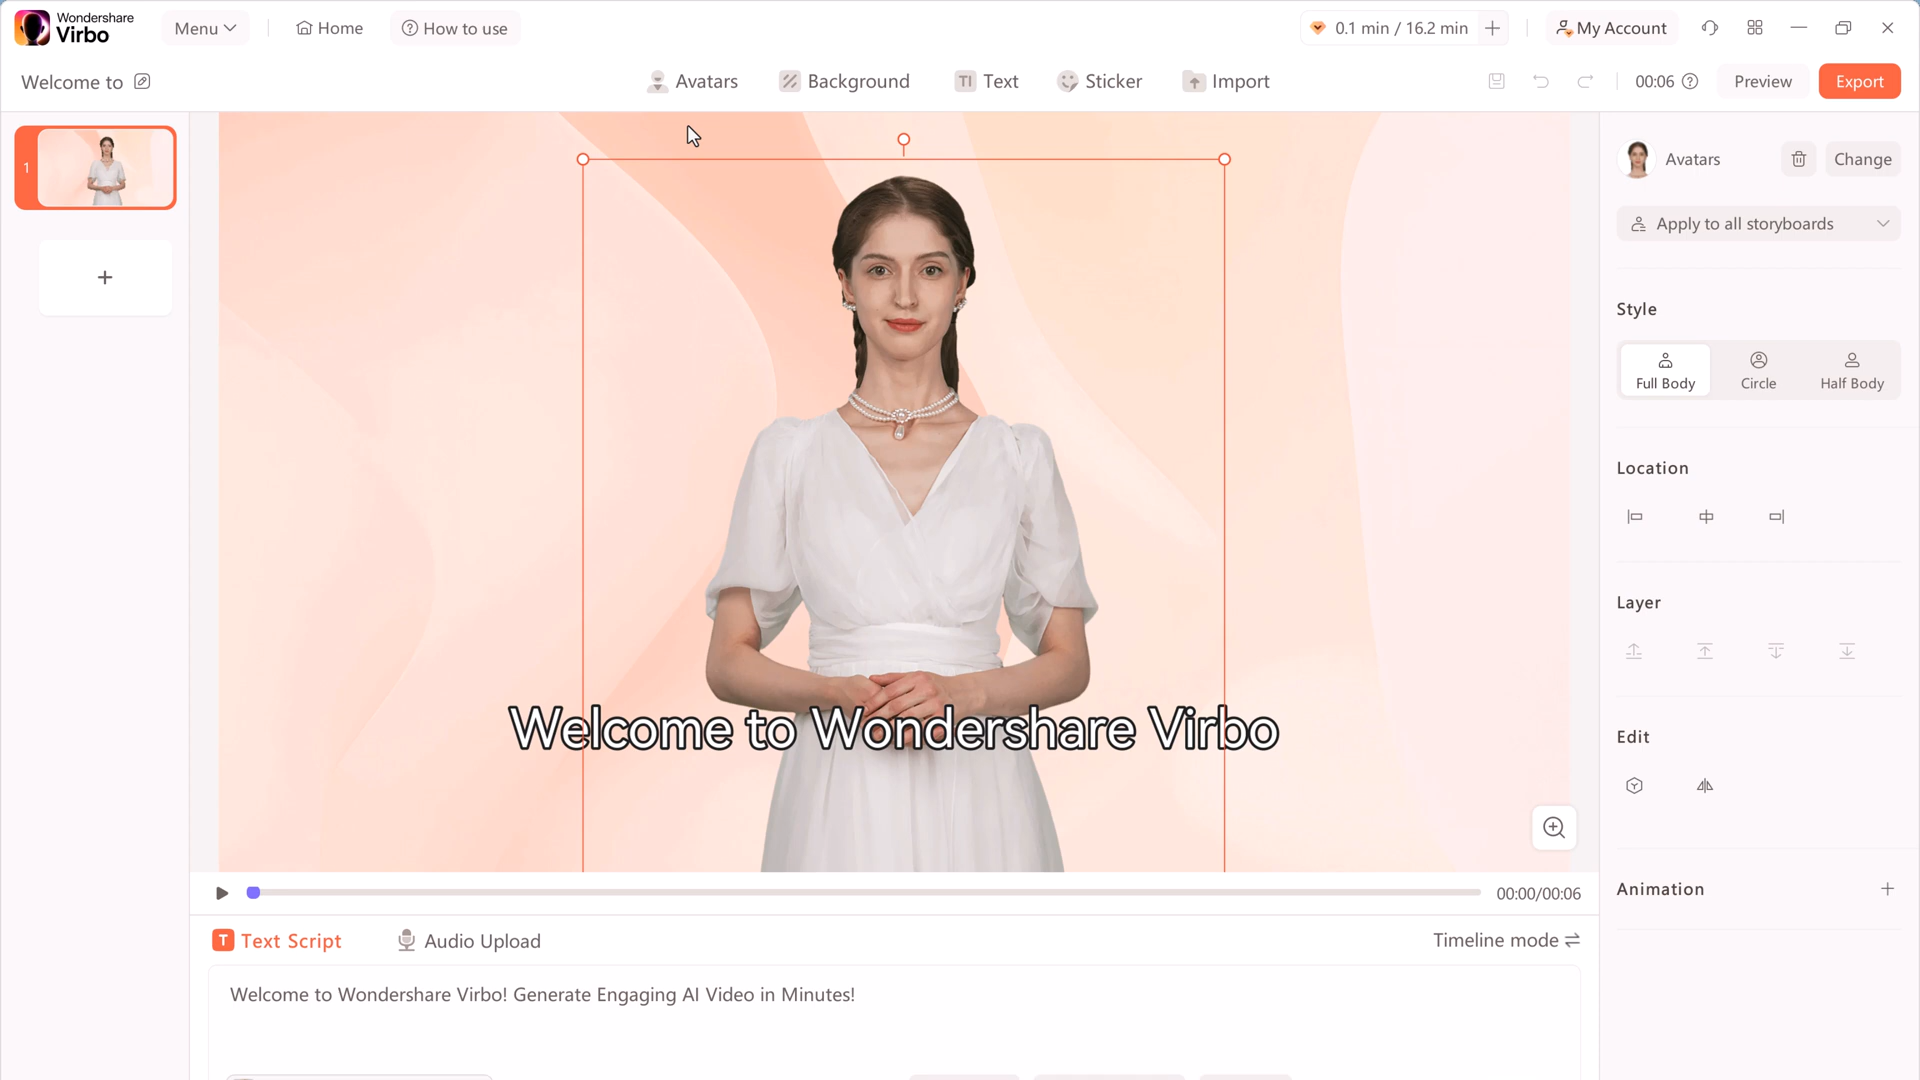 Wondershare
Virbo
Menu
Home
How to use
0.1 min / 16.2 min
My Account
Welcome to
Avatars
Background
TI Text
Sticker
Import
00:06
Preview
Export
1
Avatars
Change
Apply to all storyboards
Style
Full Body
Circle
Half Body
Location
Layer
Edit
Animation
Welcome to Wondershare Virbo
00:00/00:06
T Text Script
Audio Upload
Timeline mode
Welcome to Wondershare Virbo! Generate Engaging AI Video in Minutes!